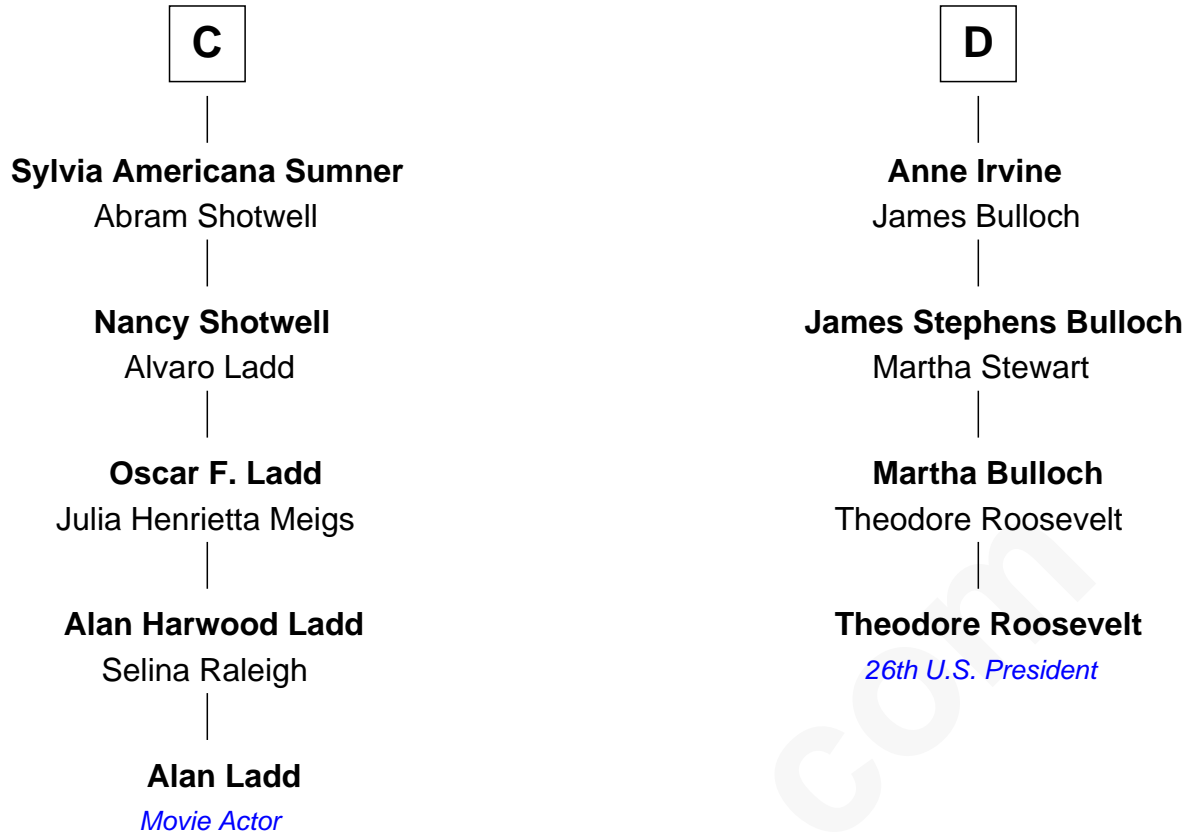 C
Sylvia Americana Sumner
Abram Shotwell
Nancy Shotwell
Alvaro Ladd
Oscar F. Ladd
Julia Henrietta Meigs
Alan Harwood Ladd
Selina Raleigh
Alan Ladd
Movie Actor
D
Anne Irvine
James Bulloch
James Stephens Bulloch
Martha Stewart
Martha Bulloch
Theodore Roosevelt
Theodore Roosevelt
26th U.S. President
com